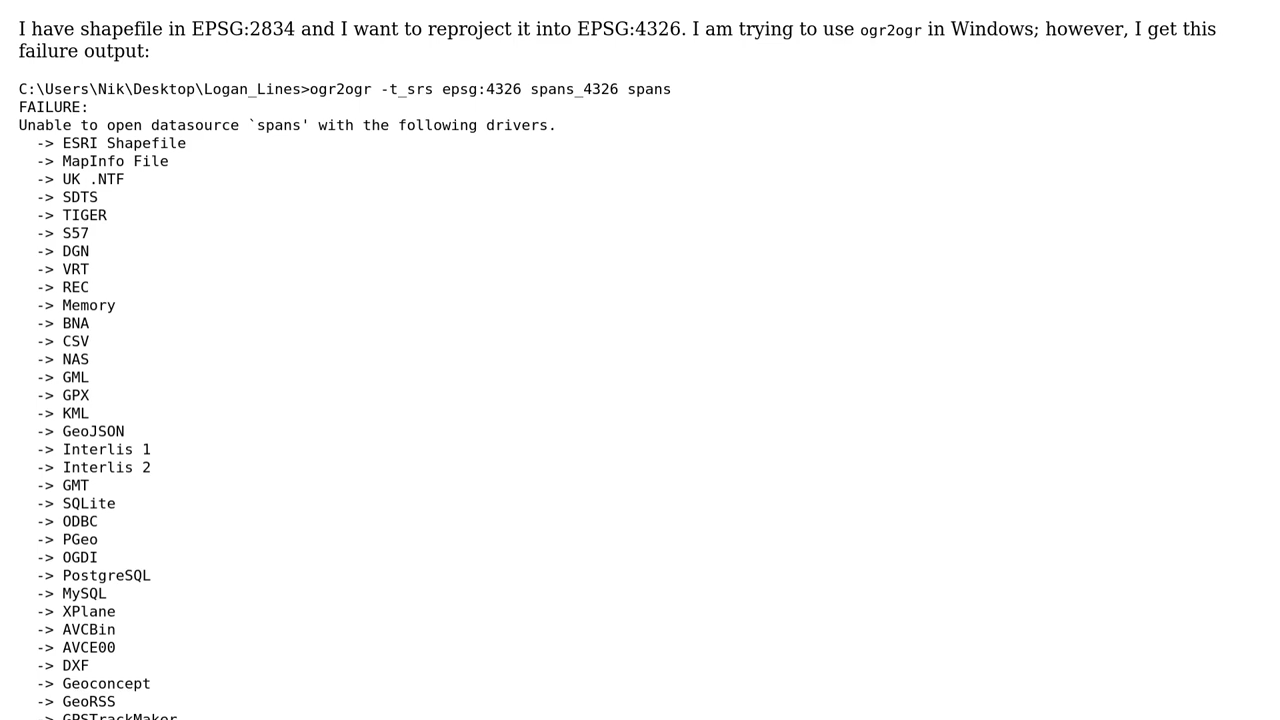 I have shapefile in EPSG:2834 and I want to reproject it into EPSG:4326. I am trying to use ogr2ogr in Windows; however, I get this
failure output:
C:\Users\Nik\Desktop\Logan_Lines>ogr2ogr -t_srs epsg:4326 spans_4326 spans
FAILURE:
Unable to open datasource `spans' with the following drivers.
-> ESRI Shapefile
-> MapInfo File
-> UK .NTF
-> SDTS
-> TIGER
-> S57
-> DGN
-> VRT
-> REC
-> Memory
-> BNA
-> CSV
-> NAS
-> GML
-> GPX
-> KML
-> GeoJSON
-> Interlis 1
-> Interlis 2
-> GMT
-> SQLite
-> ODBC
-> PGeo
-> OGDI
-> PostgreSQL
-> MySQL
-> XPlane
-> AVCBin
-> AVCE00
-> DXF
-> Geoconcept
-> GeoRSS
-> GPSTrackMaker